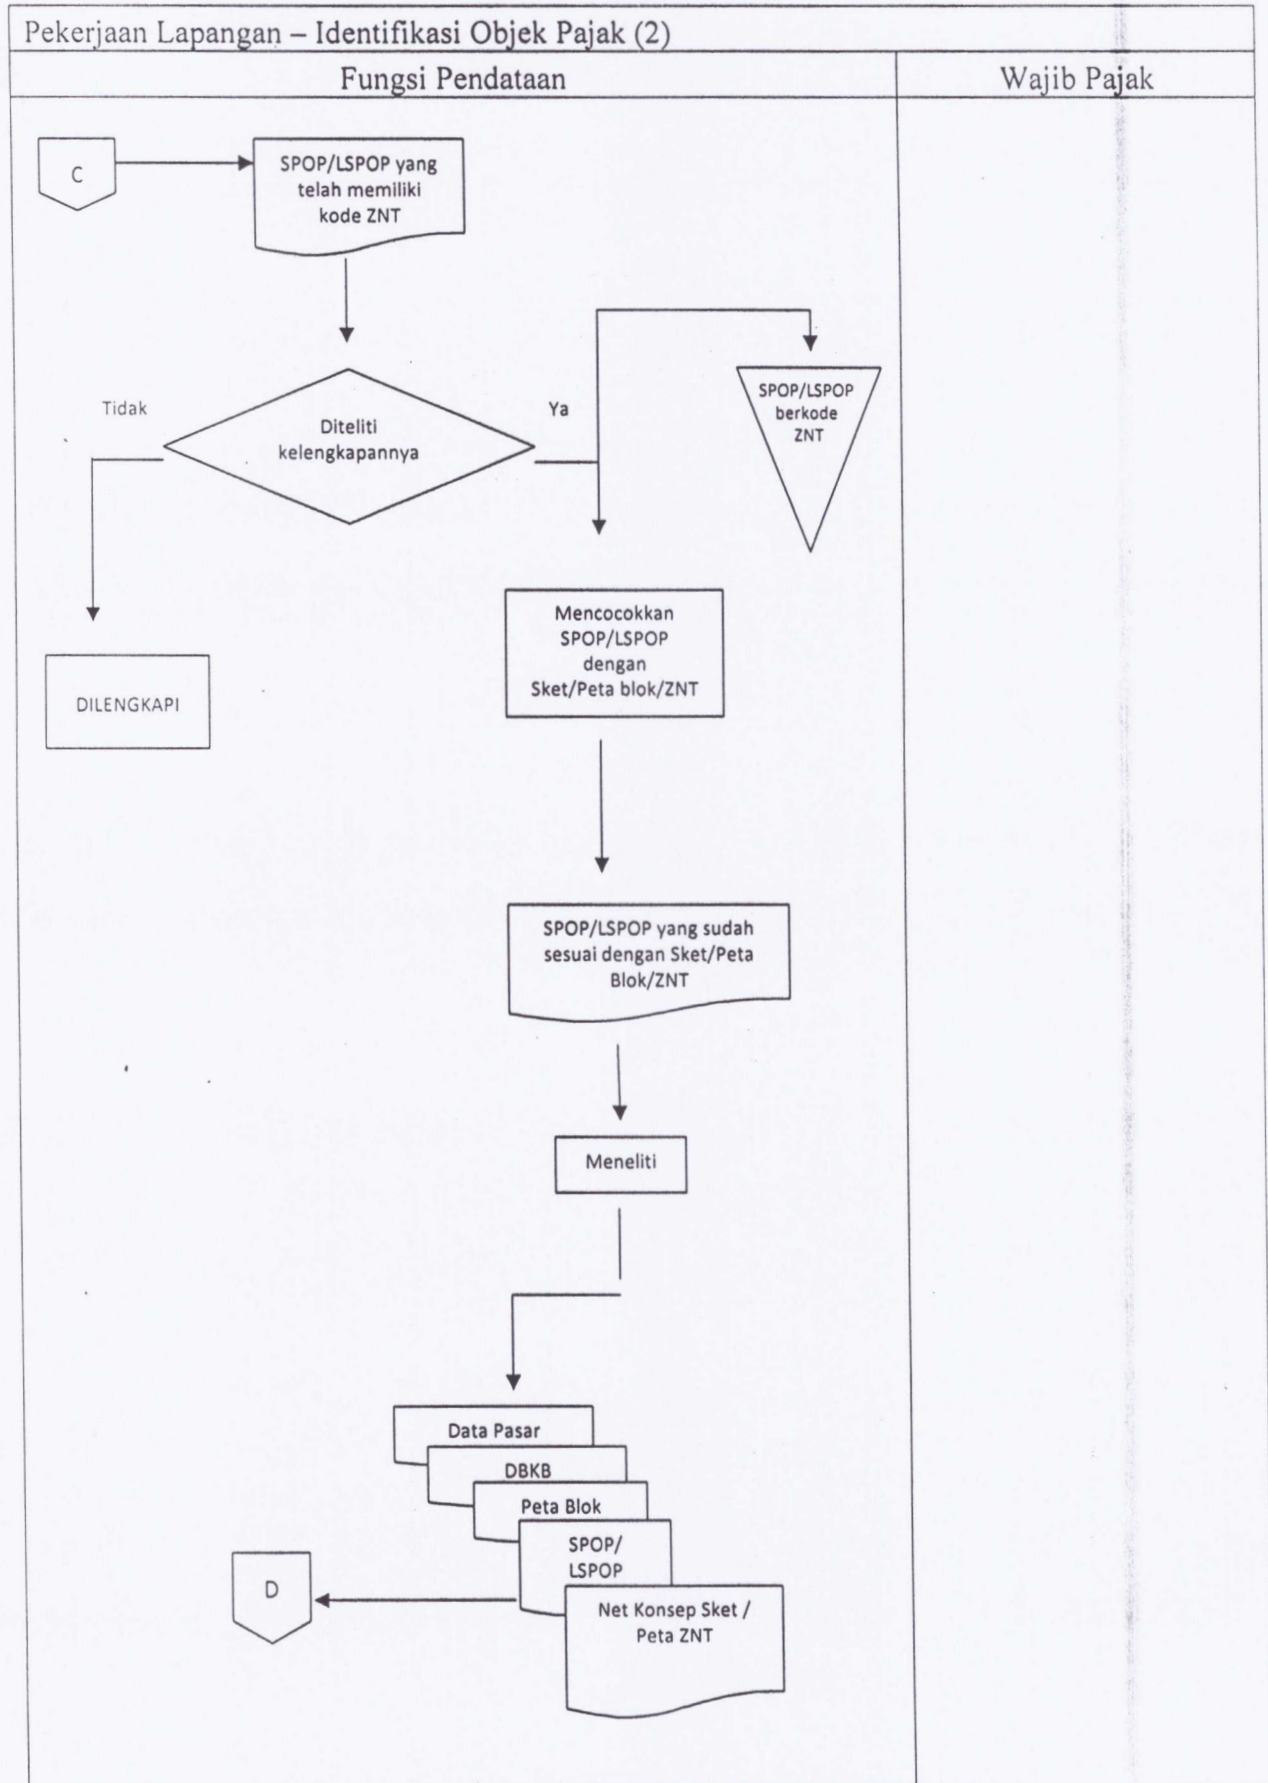 Pekerjaan Lapangan – Identifikasi Objek Pajak (2)
Fungsi Pendataan
Wajib Pajak
C
SPOP/LSPOP yang
telah memiliki
kode ZNT
Tidak
Diteliti
kelengkapannya
Ya
SPOP/LSPOP
berkode
ZNT
Mencocokkan
SPOP/LSPOP
dengan
Sket/Peta blok/ZNT
DILENGKAPI
SPOP/LSPOP yang sudah
sesuai dengan Sket/Peta
Blok/ZNT
Meneliti
Data Pasar
DBKB
Peta Blok
SPOP/
LSPOP
D
Net Konsep Sket /
Peta ZNT